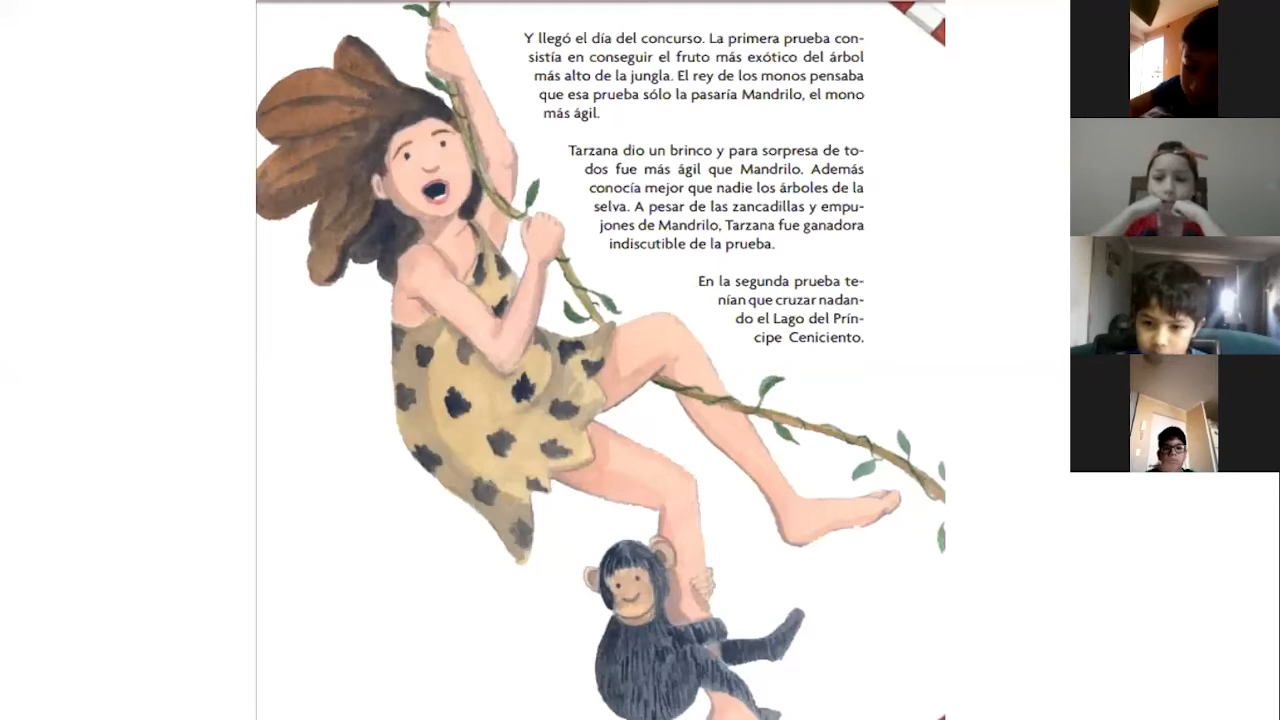 Y llegó el día del concurso. La primera prueba con-
sistía en conseguir el fruto más exótico del árbol
más alto de la jungla. El rey de los monos pensaba
que esa prueba sólo la pasaría Mandrilo, el mono
más ágil.
Tarzana dio un brinco y para sorpresa de to-
dos fue más ágil que Mandrilo. Además
conocía mejor que nadie los árboles de la
selva. A pesar de las zancadillas y empu-
jones de Mandrilo, Tarzana fue ganadora
indiscutible de la prueba.
En la segunda prueba te-
nían que cruzar nadan-
do el Lago del Prín-
cipe Ceniciento.